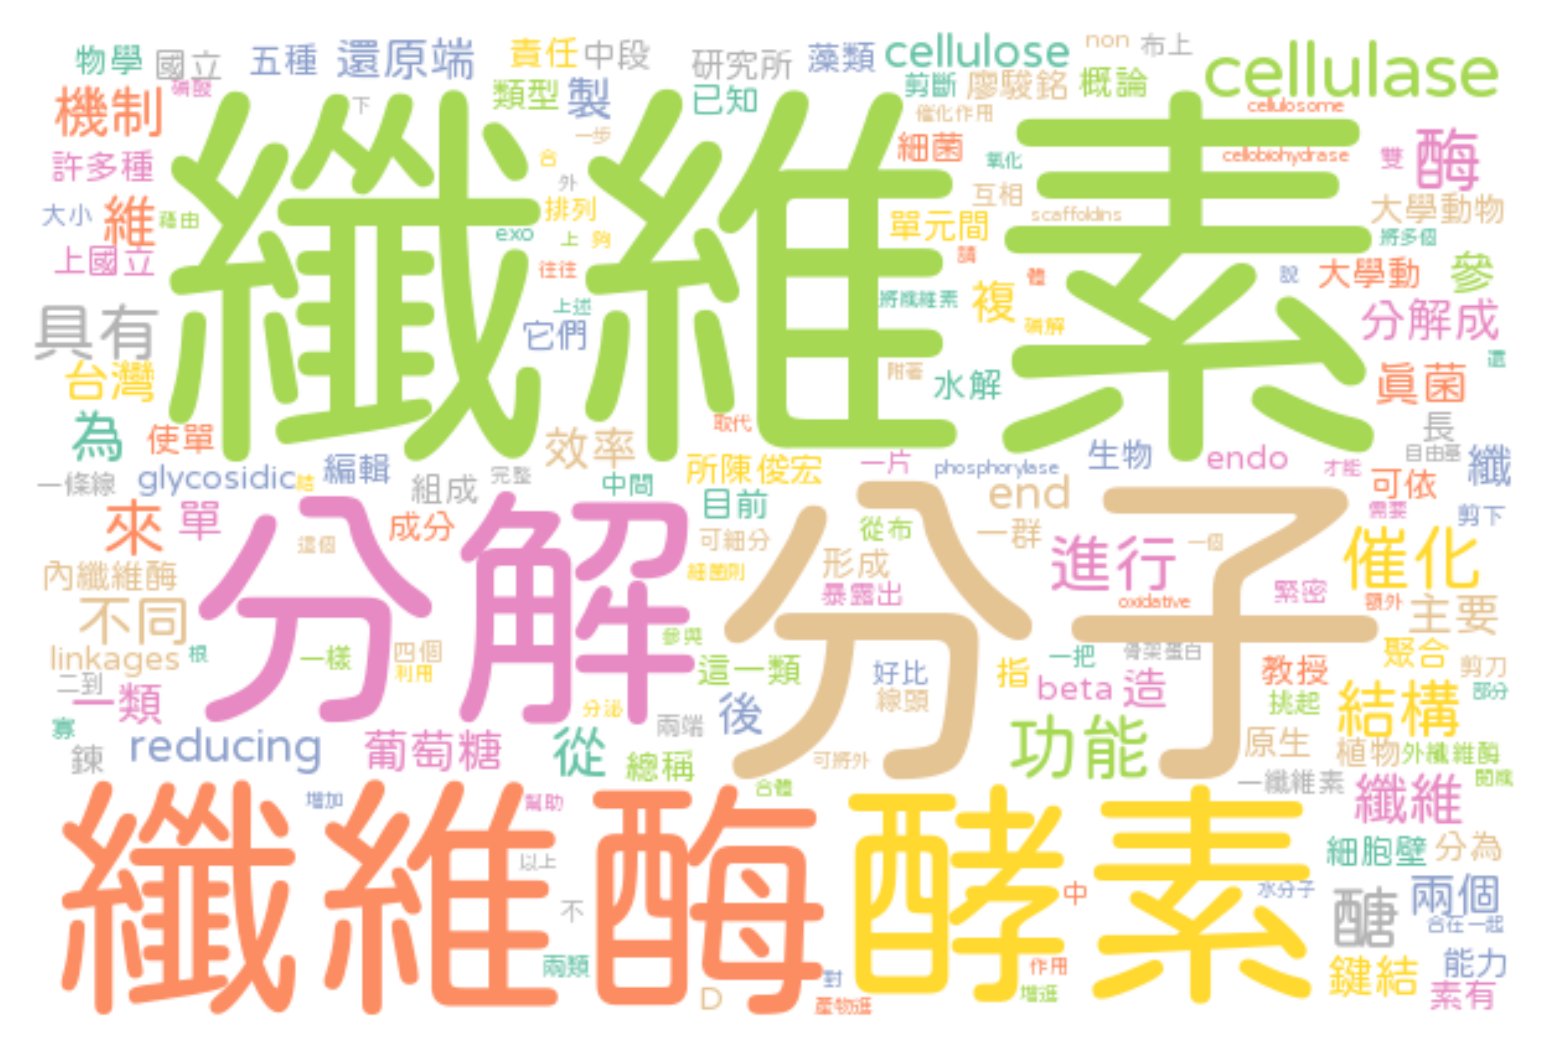 物學 國立 五種 還原端 責任 中段 研究所 藻類 cellulose non 布上 cellulase
磷酸 下 類型 製 已知 剪斷 廖駿銘 概論 cellulosome
機制 一步 催化作用 細菌 氧化 cellobiohydrase 雙 酶
許多種 合 外 互相
大小 維 藉由 排列 單元間 scaffoldins 大學動物
上國立 exo 上 夠 往往 請 體 說 將多個 大學動 參
纖維素
具有 上述 它們 將纖維素 複 磷解 分解成
台灣 附著 水解 還 真菌
為 使單 效率 取代 長
一條線 glycosidic 編輯 組成 完整 中間 所陳俊宏 一片 phosphorylase 生物 endo 才能 自由基 纖
來 單 成分 目前 end 可依
這個 可細分 從布 一群 一個 需要 剪下
分解 分子
內纖維酶 細菌則 形成 進行 催化
不同 暴露出 oxidative 緊密 額外 主要
linkages 根 一樣 四個 參與 骨架蛋白 聚合 剪刀
二到 一類 利用 這一類 好比 指 一把 beta 造 教授 部分
寡 分泌 兩端 後 線頭 挑起 結構
鍊 reducing 葡萄糖 從 總稱 可將外 功能 原生 植物 外纖維酶
增加 幫助 合體 一纖維素 纖維
纖維酶 酵素
以上 細胞壁 分為
不 中 水分子 醣 兩個 合在一起
兩類 D 對 作用 鍵結 能力
產物逛 增逛 素有